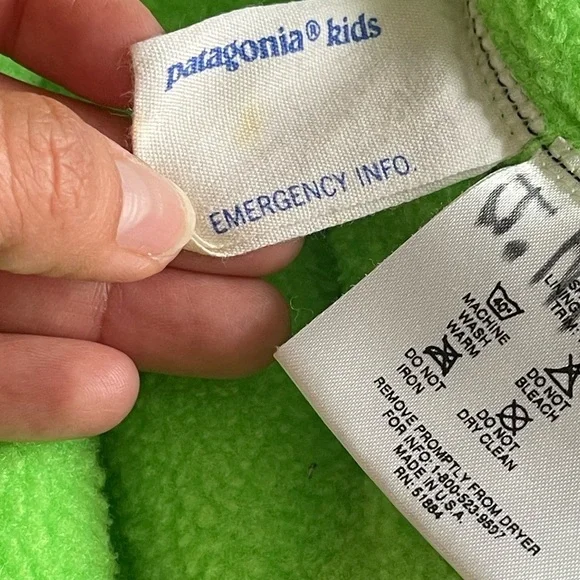 patagonia® kids
EMERGENCY INFO.
J.
40
MACHINE
WASH
WARM
DO NOT
IRON
DO NOT
BLEACH
DO NOT
DRY CLEAN
REMOVE PROMPTLY FROM DRYER
FOR INFO. 1-800-523-9597
MADE IN U.S.A.
RN: 51884